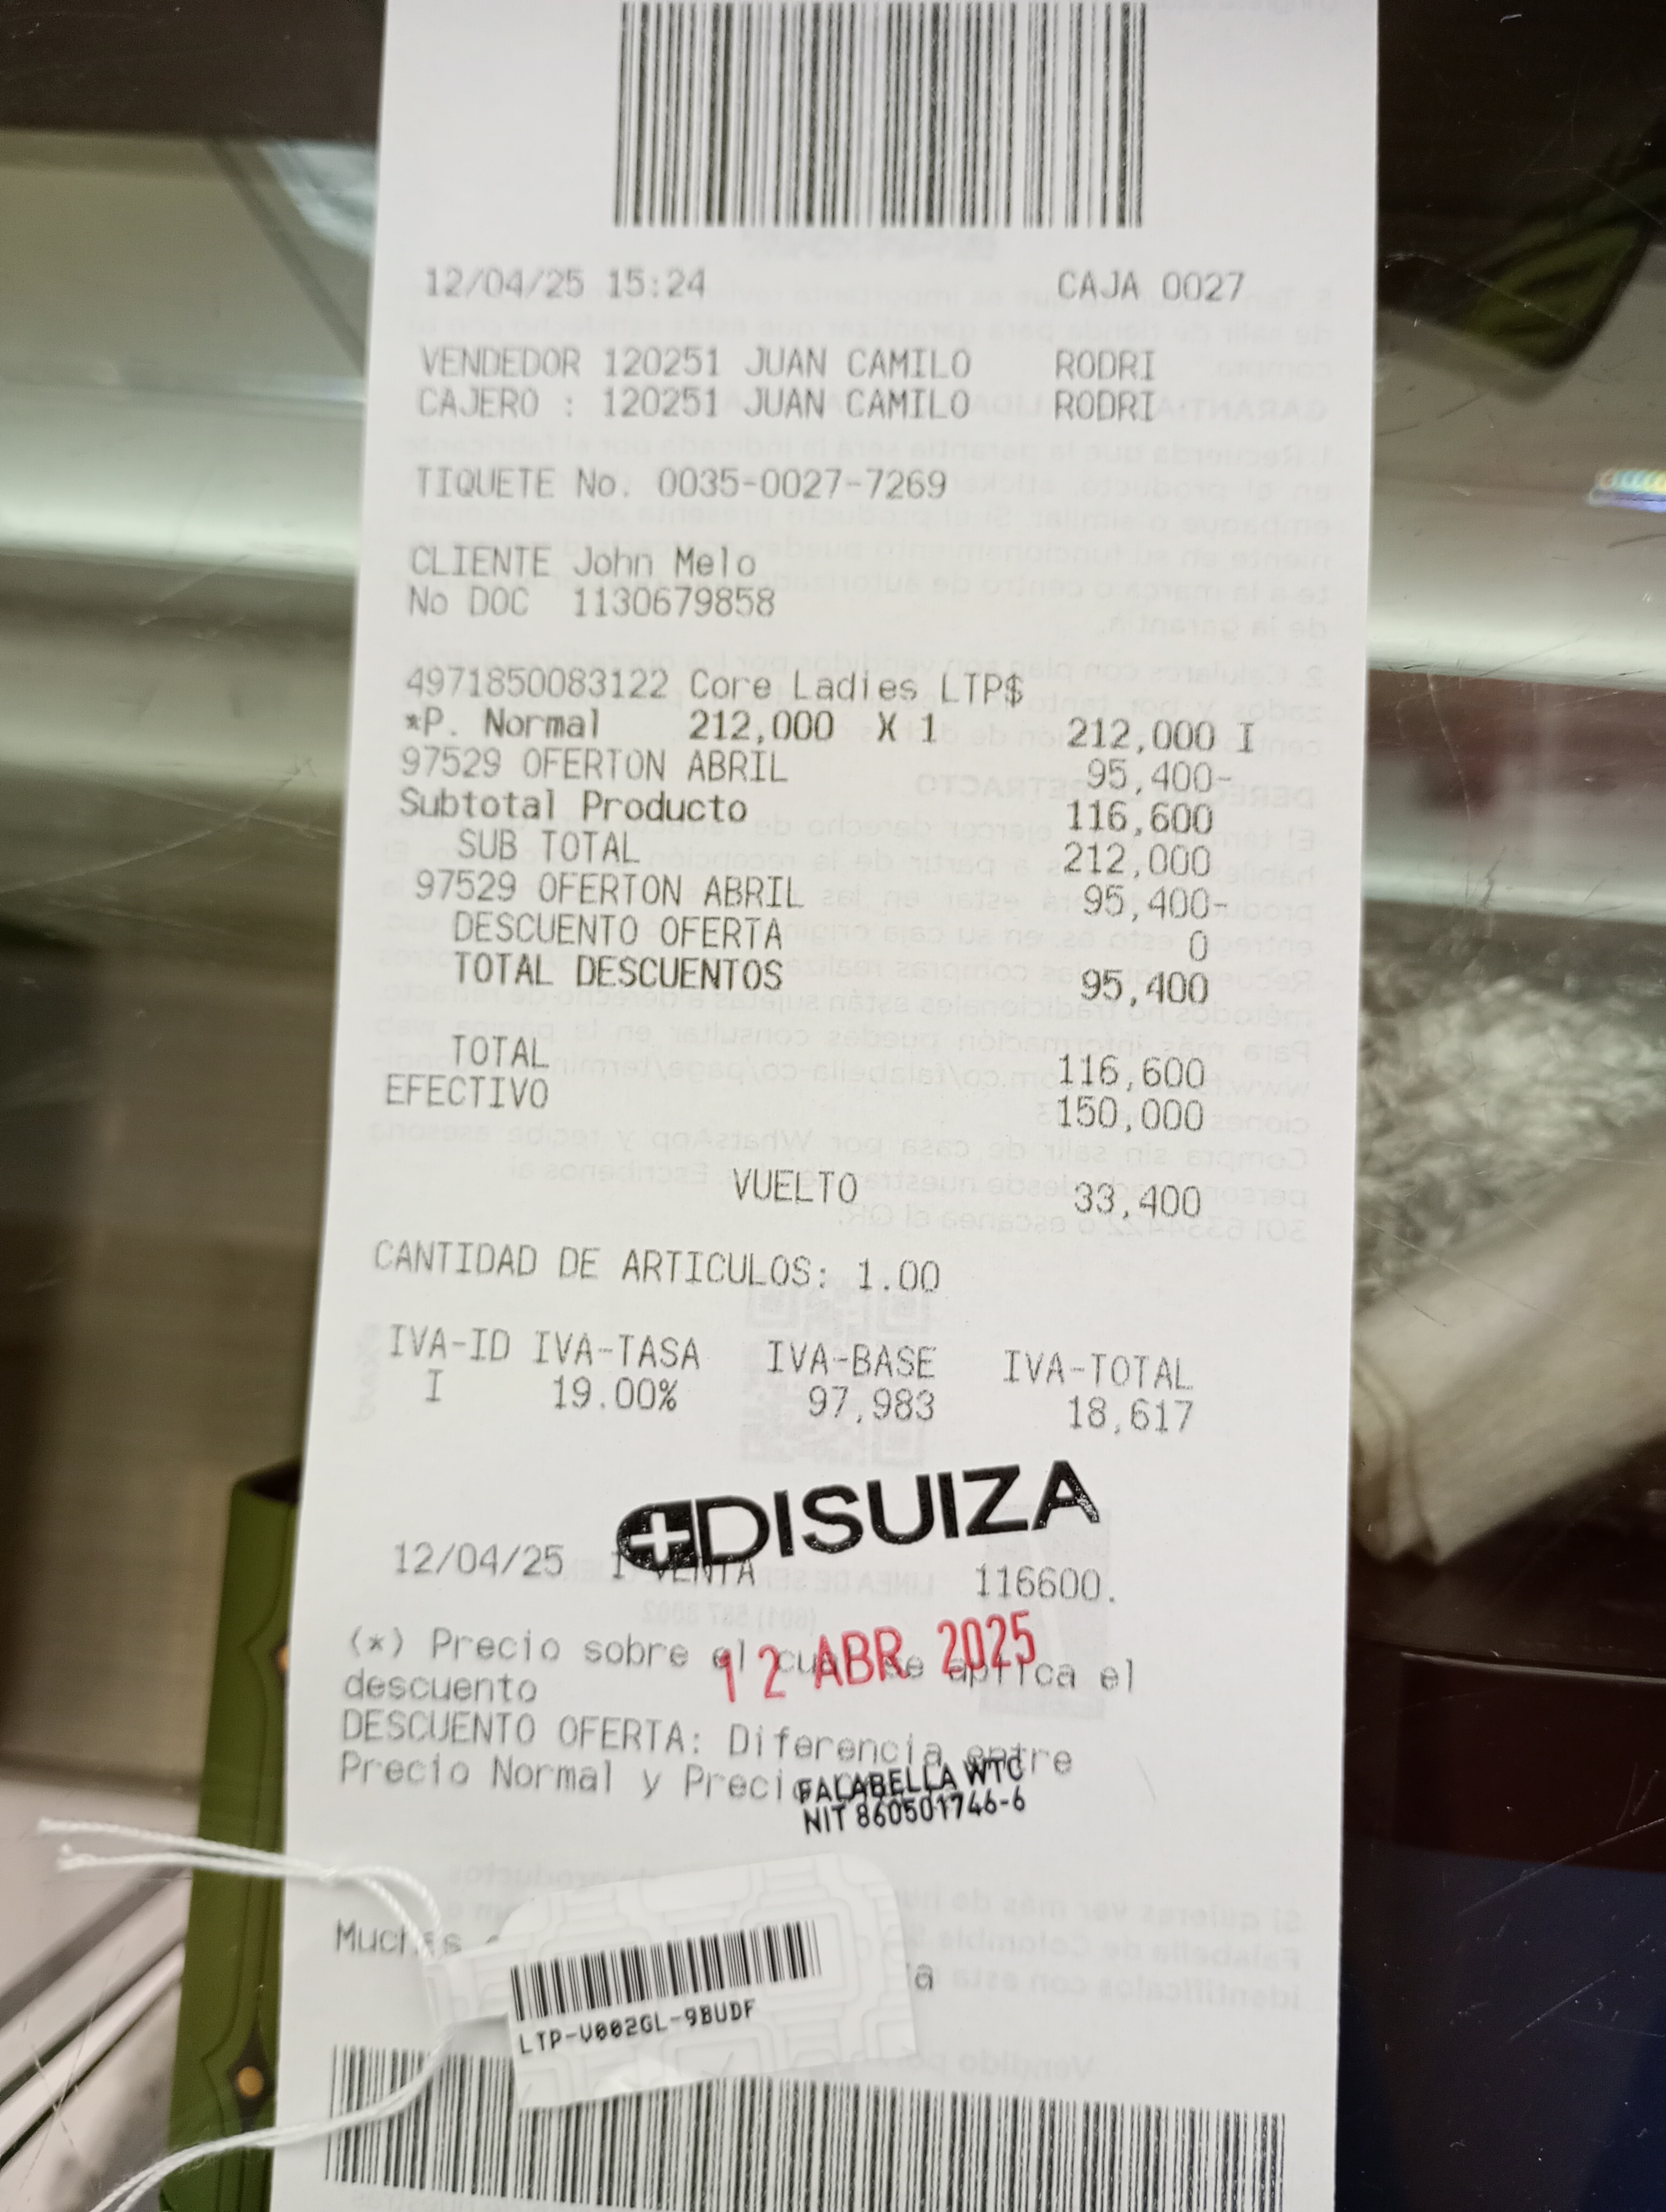 12/04/25 15:24 CAJA 0027
VENDEDOR 120251 JUAN CAMILO RODRI
CAJERO : 120251 JUAN CAMILO RODRI
TIQUETE No. 0035-0027-7269
CLIENTE John Melo
No DOC 1130679858
4971850083122 Core Ladies LTP$
*P. Normal 212,000 X 1 212,000 I
97529 OFERTON ABRIL 95,400-
Subtotal Producto 116,600
SUB TOTAL 212,000
97529 OFERTON ABRIL 95,400-
DESCUENTO OFERTA 0
TOTAL DESCUENTOS 95,400
TOTAL 116,600
EFECTIVO 150,000
VUELTO 33,400
CANTIDAD DE ARTICULOS: 1.00
IVA-ID IVA-TASA IVA-BASE IVA-TOTAL
I 19.00% 97,983 18,617
DISUIZA
12/04/25 1 VENTA 116600.
(*) Precio sobre el cual se aplica el
12 ABR. 2025
descuento
DESCUENTO OFERTA: Diferencia entre
Precio Normal y Precio
FALABELLA WTC
NIT 860501746-6
LTP-V002GL-9BUDF